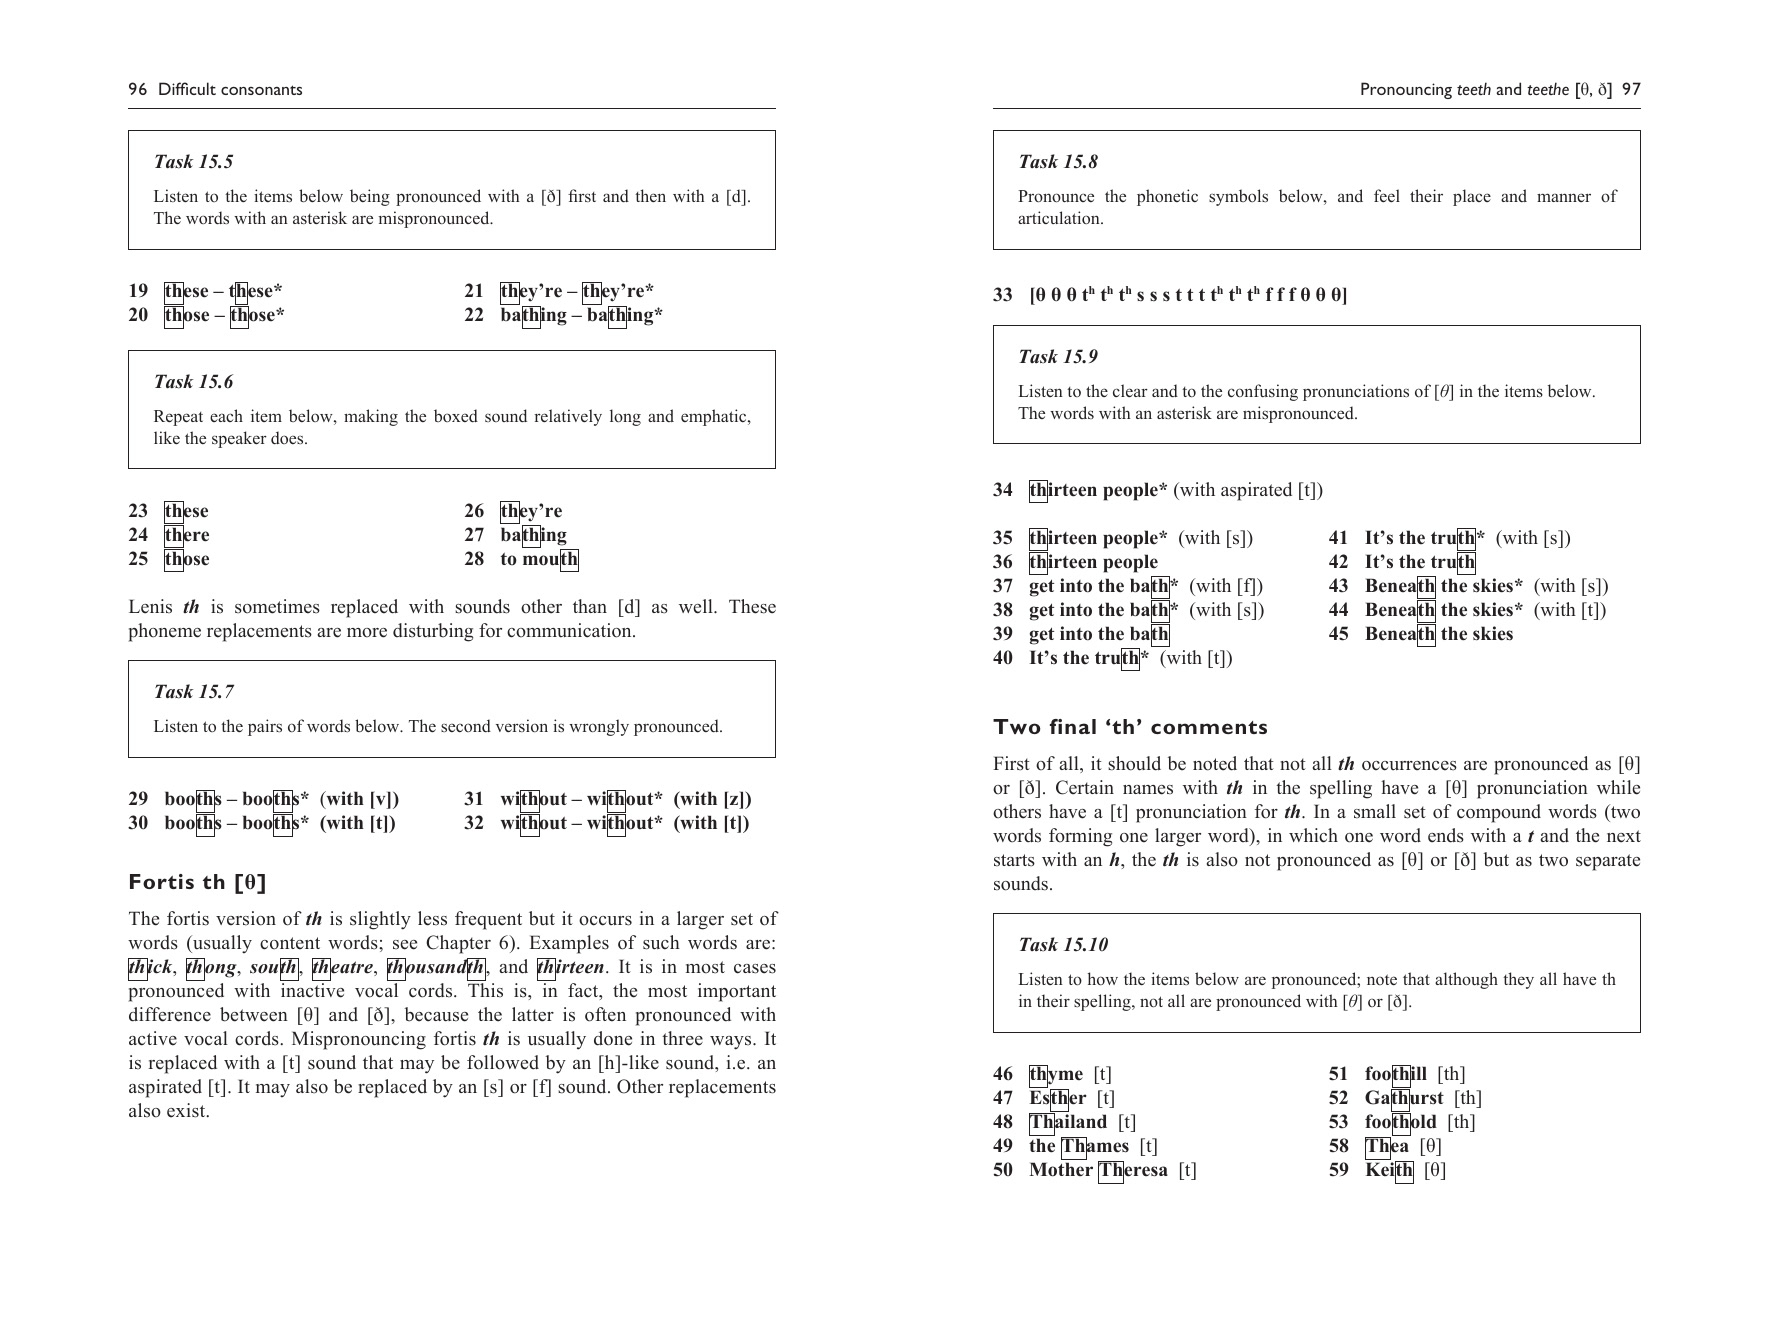 96 Difficult consonants
Task 15.5
Listen to the items below being pronounced with a [ð] first and then with a [d].
The words with an asterisk are mispronounced.
19 these – these*
20 those – those*
21 they’re – they’re*
22 bathing – bathing*
Task 15.6
Repeat each item below, making the boxed sound relatively long and emphatic,
like the speaker does.
23 these
24 there
25 those
26 they’re
27 bathing
28 to mouth
Lenis th is sometimes replaced with sounds other than [d] as well. These
phoneme replacements are more disturbing for communication.
Task 15.7
Listen to the pairs of words below. The second version is wrongly pronounced.
29 booths – booths* (with [v])
30 booths – booths* (with [t])
31 without – without* (with [z])
32 without – without* (with [t])
Fortis th [θ]
The fortis version of th is slightly less frequent but it occurs in a larger set of
words (usually content words; see Chapter 6). Examples of such words are:
thick, thong, south, theatre, thousandth, and thirteen. It is in most cases
pronounced with inactive vocal cords. This is, in fact, the most important
difference between [θ] and [ð], because the latter is often pronounced with
active vocal cords. Mispronouncing fortis th is usually done in three ways. It
is replaced with a [t] sound that may be followed by an [h]-like sound, i.e. an
aspirated [t]. It may also be replaced by an [s] or [f] sound. Other replacements
also exist.
Pronouncing teeth and teethe [θ, ð] 97
Task 15.8
Pronounce the phonetic symbols below, and feel their place and manner of
articulation.
33 [θ θ θ tʰ tʰ tʰ s s s t t t tʰ tʰ tʰ f f f θ θ θ]
Task 15.9
Listen to the clear and to the confusing pronunciations of [θ] in the items below.
The words with an asterisk are mispronounced.
34 thirteen people* (with aspirated [t])
35 thirteen people* (with [s])
36 thirteen people
37 get into the bath* (with [f])
38 get into the bath* (with [s])
39 get into the bath
40 It’s the truth* (with [t])
41 It’s the truth* (with [s])
42 It’s the truth
43 Beneath the skies* (with [s])
44 Beneath the skies* (with [t])
45 Beneath the skies
Two final ‘th’ comments
First of all, it should be noted that not all th occurrences are pronounced as [θ]
or [ð]. Certain names with th in the spelling have a [θ] pronunciation while
others have a [t] pronunciation for th. In a small set of compound words (two
words forming one larger word), in which one word ends with a t and the next
starts with an h, the th is also not pronounced as [θ] or [ð] but as two separate
sounds.
Task 15.10
Listen to how the items below are pronounced; note that although they all have th
in their spelling, not all are pronounced with [θ] or [ð].
46 thyme [t]
47 Esther [t]
48 Thailand [t]
49 the Thames [t]
50 Mother Theresa [t]
51 foothill [th]
52 Gathurst [th]
53 foothold [th]
58 Thea [θ]
59 Keith [θ]